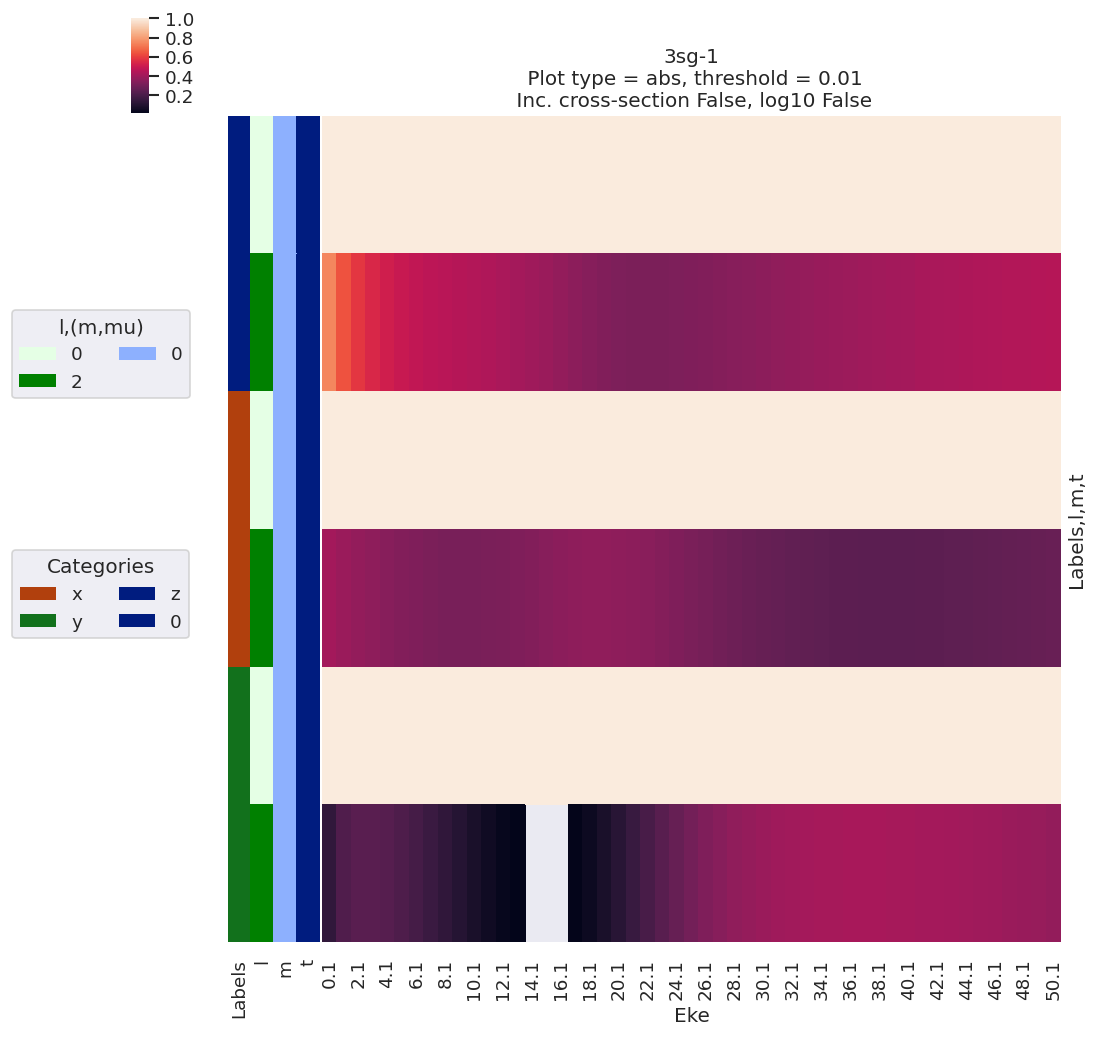 1.0
0.8
0.6
0.4
0.2
3sg-1
Plot type = abs, threshold = 0.01
Inc. cross-section False, log10 False
l,(m,mu)
0 0
2
Categories
x z
y 0
Labels,l,m,t
Labels l m t 0.1 2.1 4.1 6.1 8.1 10.1 12.1 14.1 16.1 18.1 20.1 22.1 24.1 26.1 28.1 30.1 32.1 34.1 36.1 38.1 40.1 42.1 44.1 46.1 48.1 50.1
Eke